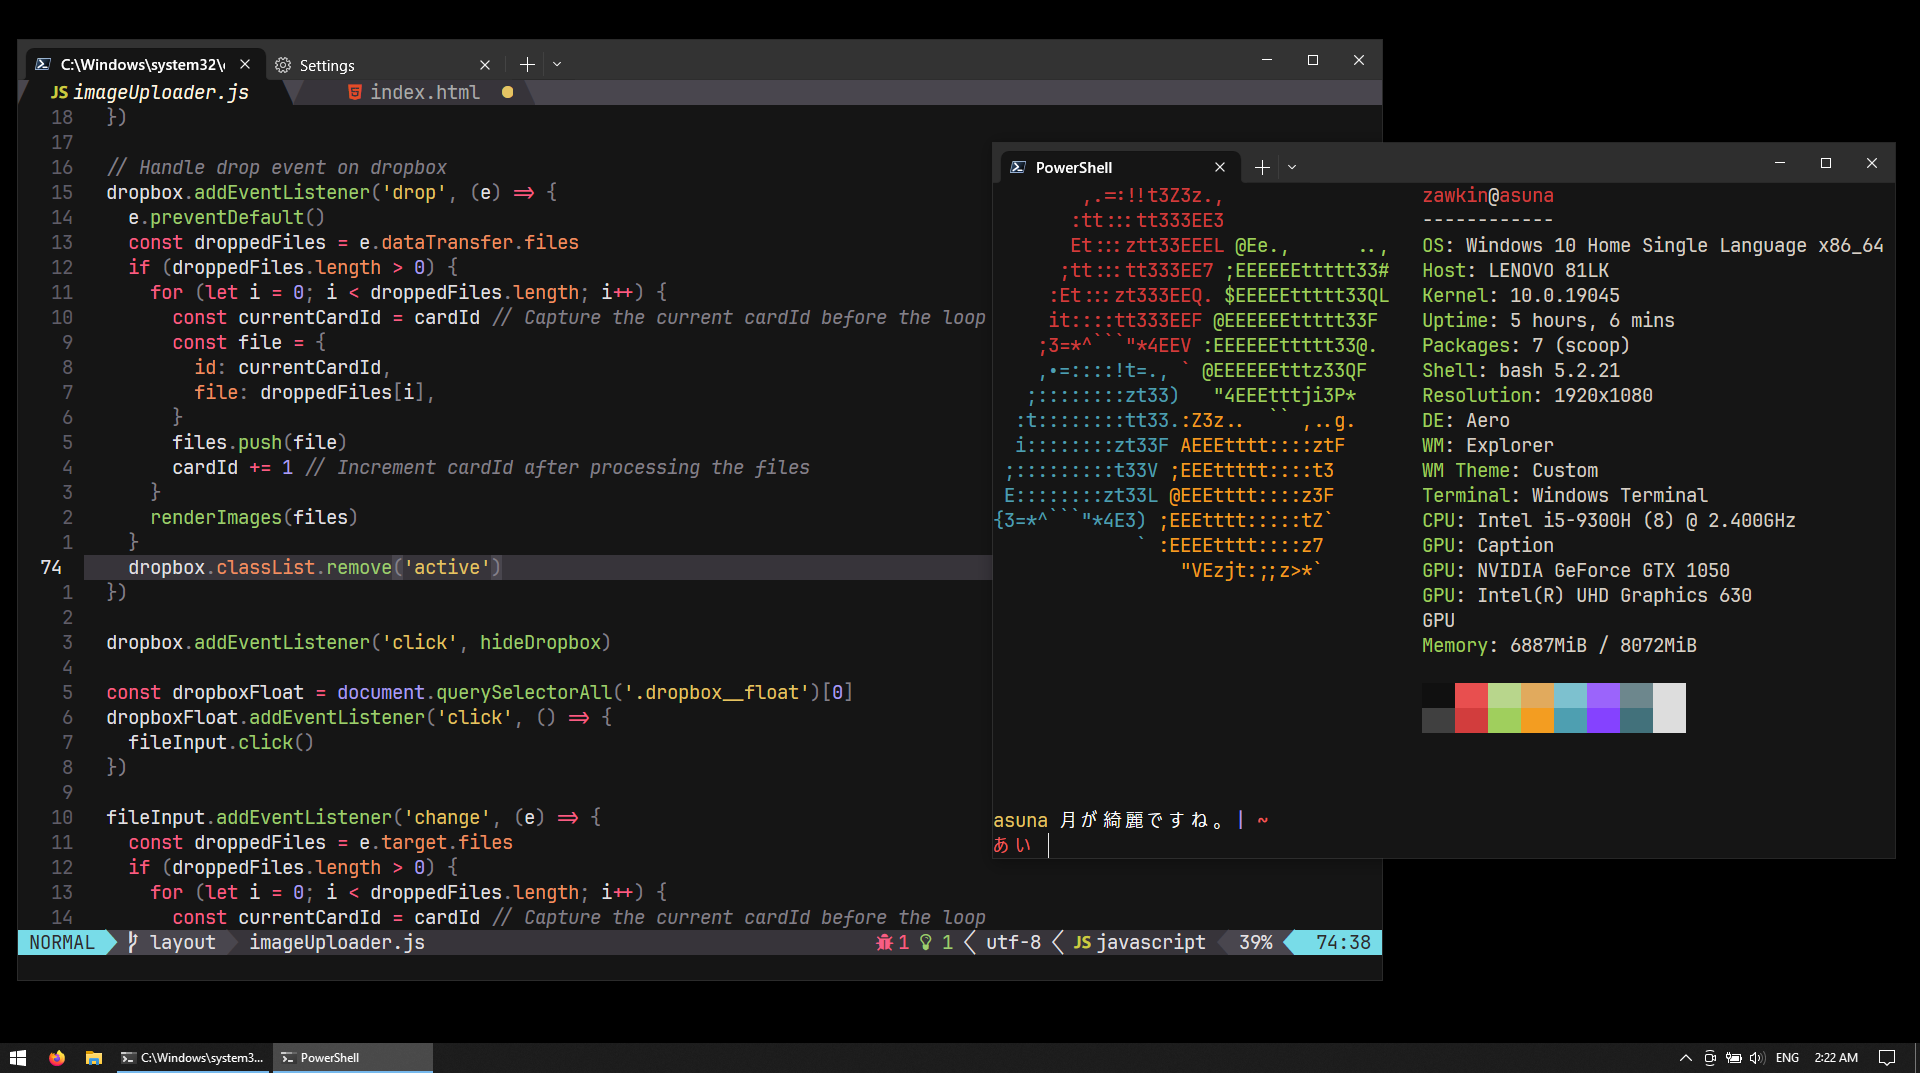 C:\Windows\system32\c
Settings
JS imageUploader.js
index.html
18 })
17
16 // Handle drop event on dropbox
15 dropbox.addEventListener('drop', (e) => {
14 e.preventDefault()
13 const droppedFiles = e.dataTransfer.files
12 if (droppedFiles.length > 0) {
11 for (let i = 0; i < droppedFiles.length; i++) {
10 const currentCardId = cardId // Capture the current cardId before the loop
9 const file = {
8 id: currentCardId,
7 file: droppedFiles[i],
6 }
5 files.push(file)
4 cardId += 1 // Increment cardId after processing the files
3 }
2 renderImages(files)
1 }
74 dropbox.classList.remove('active')
1 })
2
3 dropbox.addEventListener('click', hideDropbox)
4
5 const dropboxFloat = document.querySelectorAll('.dropbox__float')[0]
6 dropboxFloat.addEventListener('click', () => {
7 fileInput.click()
8 })
9
10 fileInput.addEventListener('change', (e) => {
11 const droppedFiles = e.target.files
12 if (droppedFiles.length > 0) {
13 for (let i = 0; i < droppedFiles.length; i++) {
14 const currentCardId = cardId // Capture the current cardId before the loop
NORMAL layout imageUploader.js 1 1 utf-8 JS javascript 39% 74:38
PowerShell
,.=:!!t3Z3z.,
:tt:::tt333EE3
Et:::ztt33EEEL @Ee., ..,
;tt:::tt333EE7 ;EEEEEEttttt33#
:Et:::zt333EEQ. $EEEEEttttt33QL
it::::tt333EEF @EEEEEEttttt33F
;3=*^```"*4EEV :EEEEEEttttt33@.
,.=::::!t=., ` @EEEEEEtttz33QF
;::::::::zt33) "4EEEtttji3P*
:t::::::::tt33.:Z3z.. `` ,..g.
i::::::::zt33F AEEEtttt::::ztF
;:::::::::t33V ;EEEttttt::::t3
E::::::::zt33L @EEEtttt::::z3F
{3=*^```"*4E3) ;EEEtttt:::::tZ`
` :EEEEtttt::::z7
"VEzjt:;;z>*`
zawkin@asuna
------------
OS: Windows 10 Home Single Language x86_64
Host: LENOVO 81LK
Kernel: 10.0.19045
Uptime: 5 hours, 6 mins
Packages: 7 (scoop)
Shell: bash 5.2.21
Resolution: 1920x1080
DE: Aero
WM: Explorer
WM Theme: Custom
Terminal: Windows Terminal
CPU: Intel i5-9300H (8) @ 2.400GHz
GPU: Caption
GPU: NVIDIA GeForce GTX 1050
GPU: Intel(R) UHD Graphics 630
GPU
Memory: 6887MiB / 8072MiB
asuna 月が綺麗ですね。| ~
あい
C:\Windows\system3...
PowerShell
ENG
2:22 AM